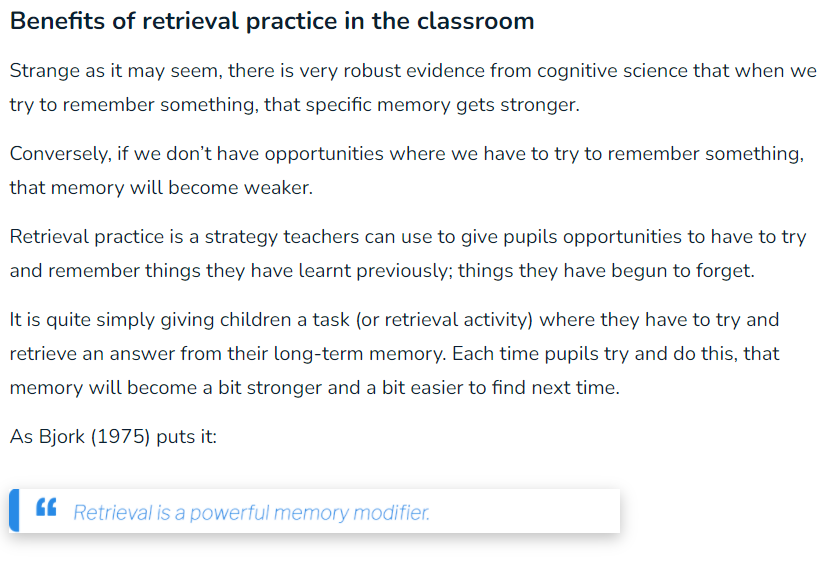 Benefits of retrieval practice in the classroom
Strange as it may seem, there is very robust evidence from cognitive science that when we
try to remember something, that specific memory gets stronger.
Conversely, if we don’t have opportunities where we have to try to remember something,
that memory will become weaker.
Retrieval practice is a strategy teachers can use to give pupils opportunities to have to try
and remember things they have learnt previously; things they have begun to forget.
It is quite simply giving children a task (or retrieval activity) where they have to try and
retrieve an answer from their long-term memory. Each time pupils try and do this, that
memory will become a bit stronger and a bit easier to find next time.
As Bjork (1975) puts it:
“ Retrieval is a powerful memory modifier.